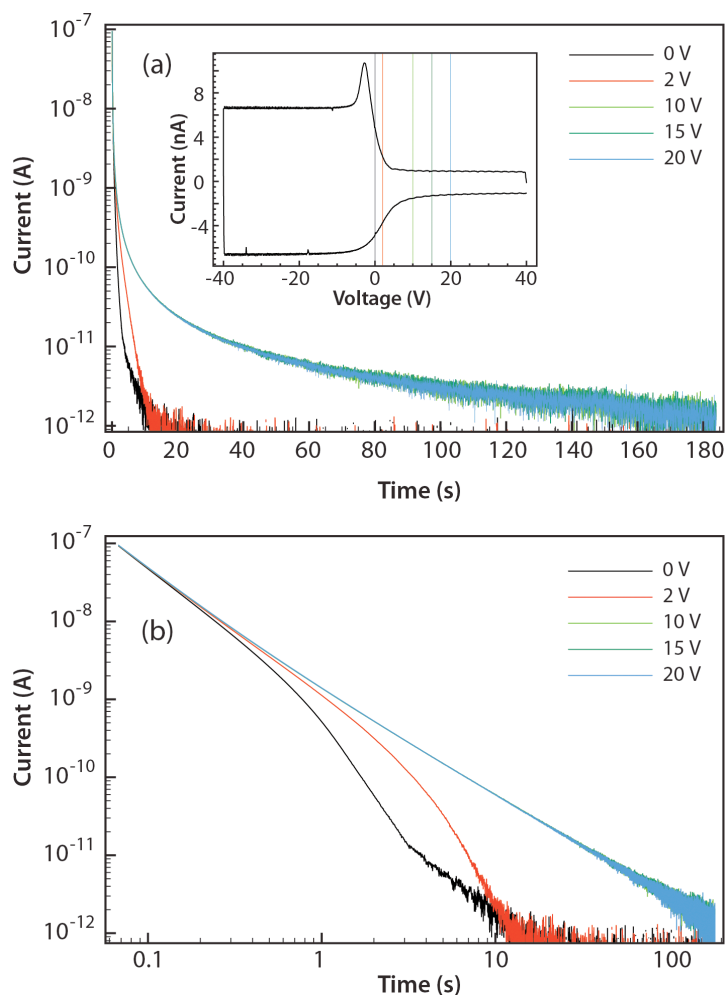 10-7
10-8
10-9
10-10
10-11
10-12
Current (A)
(a)
0 V
2 V
10 V
15 V
20 V
8
4
0
-4
Current (nA)
-40 -20 0 20 40
Voltage (V)
0 20 40 60 80 100 120 140 160 180
Time (s)
10-7
10-8
10-9
10-10
10-11
10-12
Current (A)
(b)
0 V
2 V
10 V
15 V
20 V
0.1 1 10 100
Time (s)